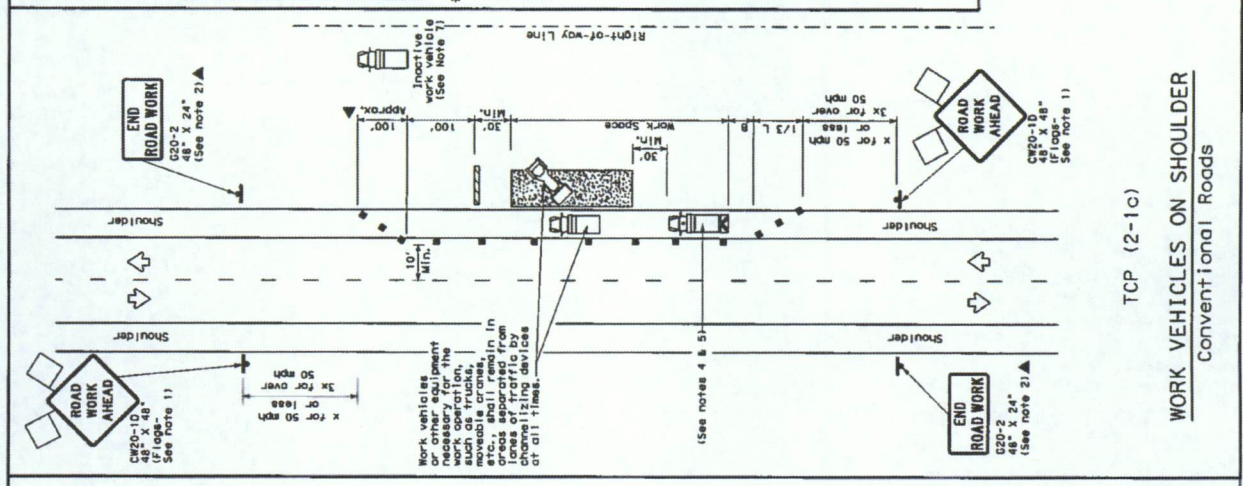 Right-of-way Line
END
ROAD WORK
G20-2
48" X 24"
(See note 2)▲
Inactive
work vehicle
(See Note 7)
100'
Approx.
100'
30'
Min.
Work Space
30'
Min.
B
1/3 L
x for 50 mph
or less
3x for over
50 mph
ROAD
WORK
AHEAD
CW20-1D
48" X 48"
(Flags-
See note 1)
Shoulder
Shoulder
10'
Min.
Shoulder
Shoulder
ROAD
WORK
AHEAD
CW20-1D
48" X 48"
(Flags-
See note 1)
x for 50 mph
or less
3x for over
50 mph
Work vehicles
or other equipment
necessary for the
work operation,
such as trucks,
moveable cranes,
etc., shall remain in
areas separated from
lanes of traffic by
channelizing devices
at all times.
(See notes 4 & 5)
END
ROAD WORK
G20-2
48" X 24"
(See note 2)▲
TCP (2-1c)
WORK VEHICLES ON SHOULDER
Conventional Roads